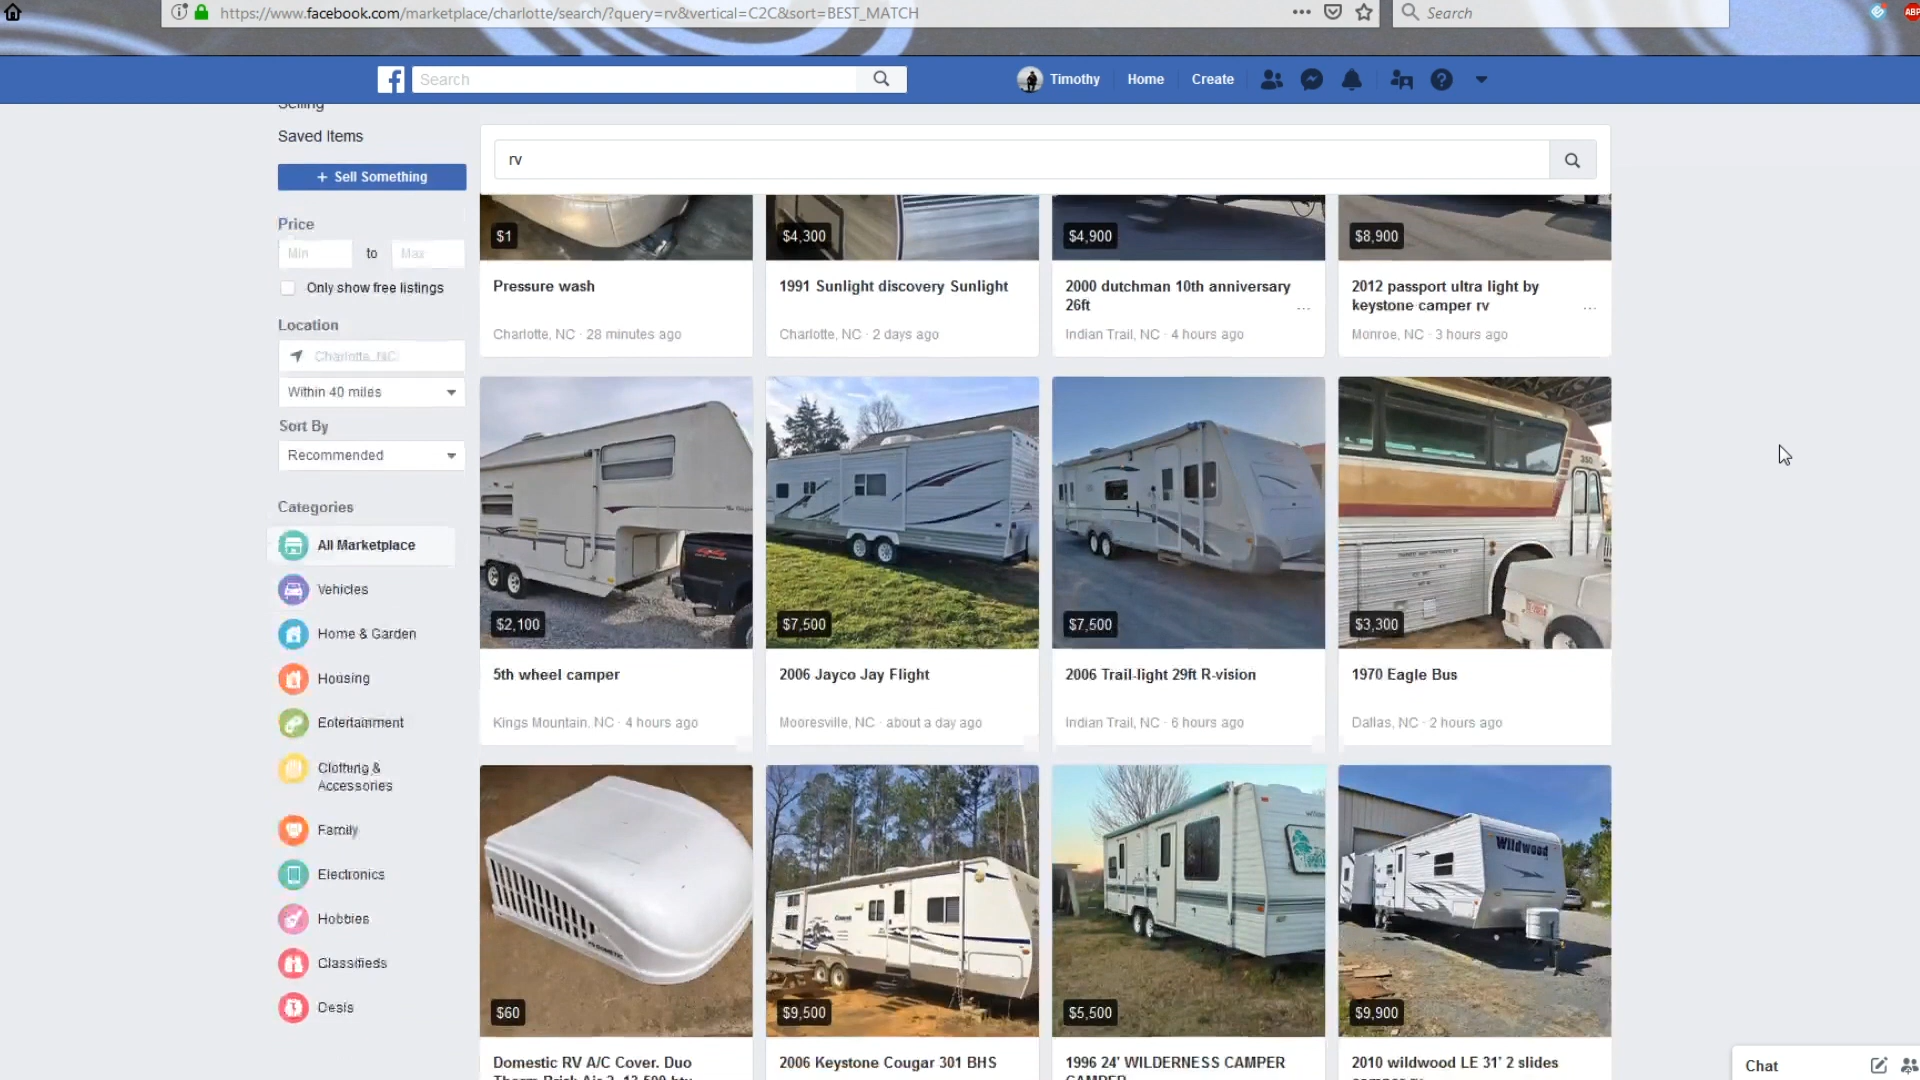 https://www.facebook.com/marketplace/charlotte/search/?query=rv&vertical=C2C&sort=BEST_MATCH
Search
ABP
Search
Timothy
Home
Create
Selling
Saved Items
+ Sell Something
Price
Min to Max
Only show free listings
Location
Charlotte, NC
Within 40 miles
Sort By
Recommended
Categories
All Marketplace
Vehicles
Home & Garden
Housing
Entertainment
Clothing &
Accessories
Family
Electronics
Hobbies
Classifieds
Deals
rv
$1
Pressure wash
Charlotte, NC · 28 minutes ago
$4,300
1991 Sunlight discovery Sunlight
Charlotte, NC · 2 days ago
$4,900
2000 dutchman 10th anniversary
26ft
...
Indian Trail, NC · 4 hours ago
$8,900
2012 passport ultra light by
keystone camper rv
...
Monroe, NC · 3 hours ago
$2,100
5th wheel camper
Kings Mountain, NC · 4 hours ago
$7,500
2006 Jayco Jay Flight
Mooresville, NC · about a day ago
$7,500
2006 Trail-light 29ft R-vision
Indian Trail, NC · 6 hours ago
350
$3,300
1970 Eagle Bus
Dallas, NC · 2 hours ago
$60
Domestic RV A/C Cover. Duo
$9,500
2006 Keystone Cougar 301 BHS
$5,500
1996 24' WILDERNESS CAMPER
CAMPER
Wildwood
$9,900
2010 wildwood LE 31' 2 slides
camper rv
Chat